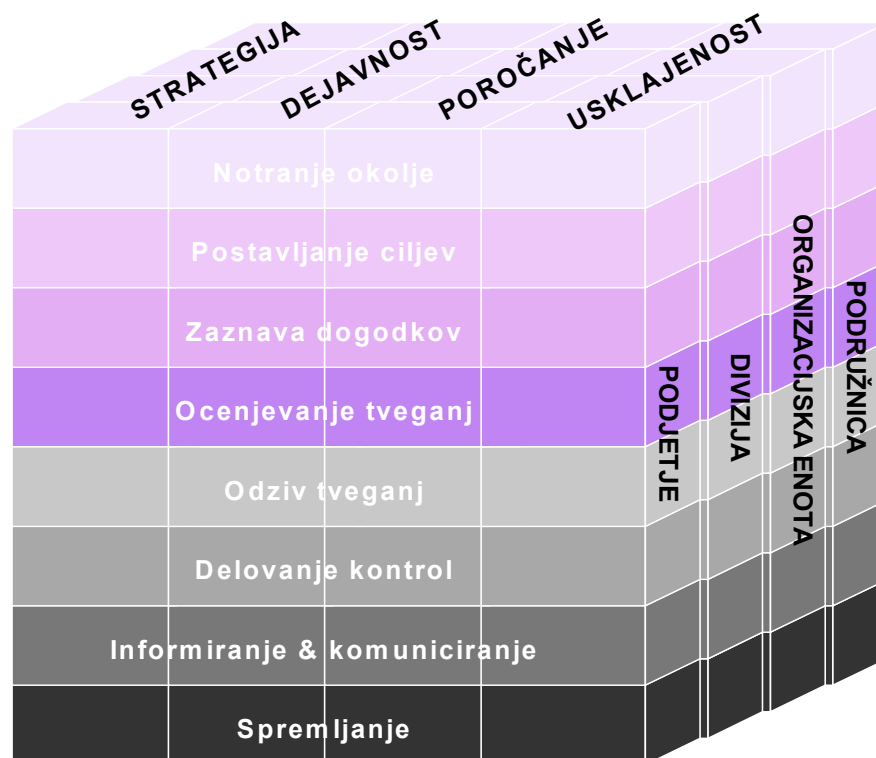 STRATEGIJA
DEJAVNOST
POROČANJE
USKLAJENOST
Notranje okolje
Postavljanje ciljev
Zaznava dogodkov
Ocenjevanje tveganj
Odziv tveganj
Delovanje kontrol
Informiranje & komuniciranje
Spremljanje
PODJETJE
DIVIZIJA
ORGANIZACIJSKA ENOTA
PODRUŽNICA